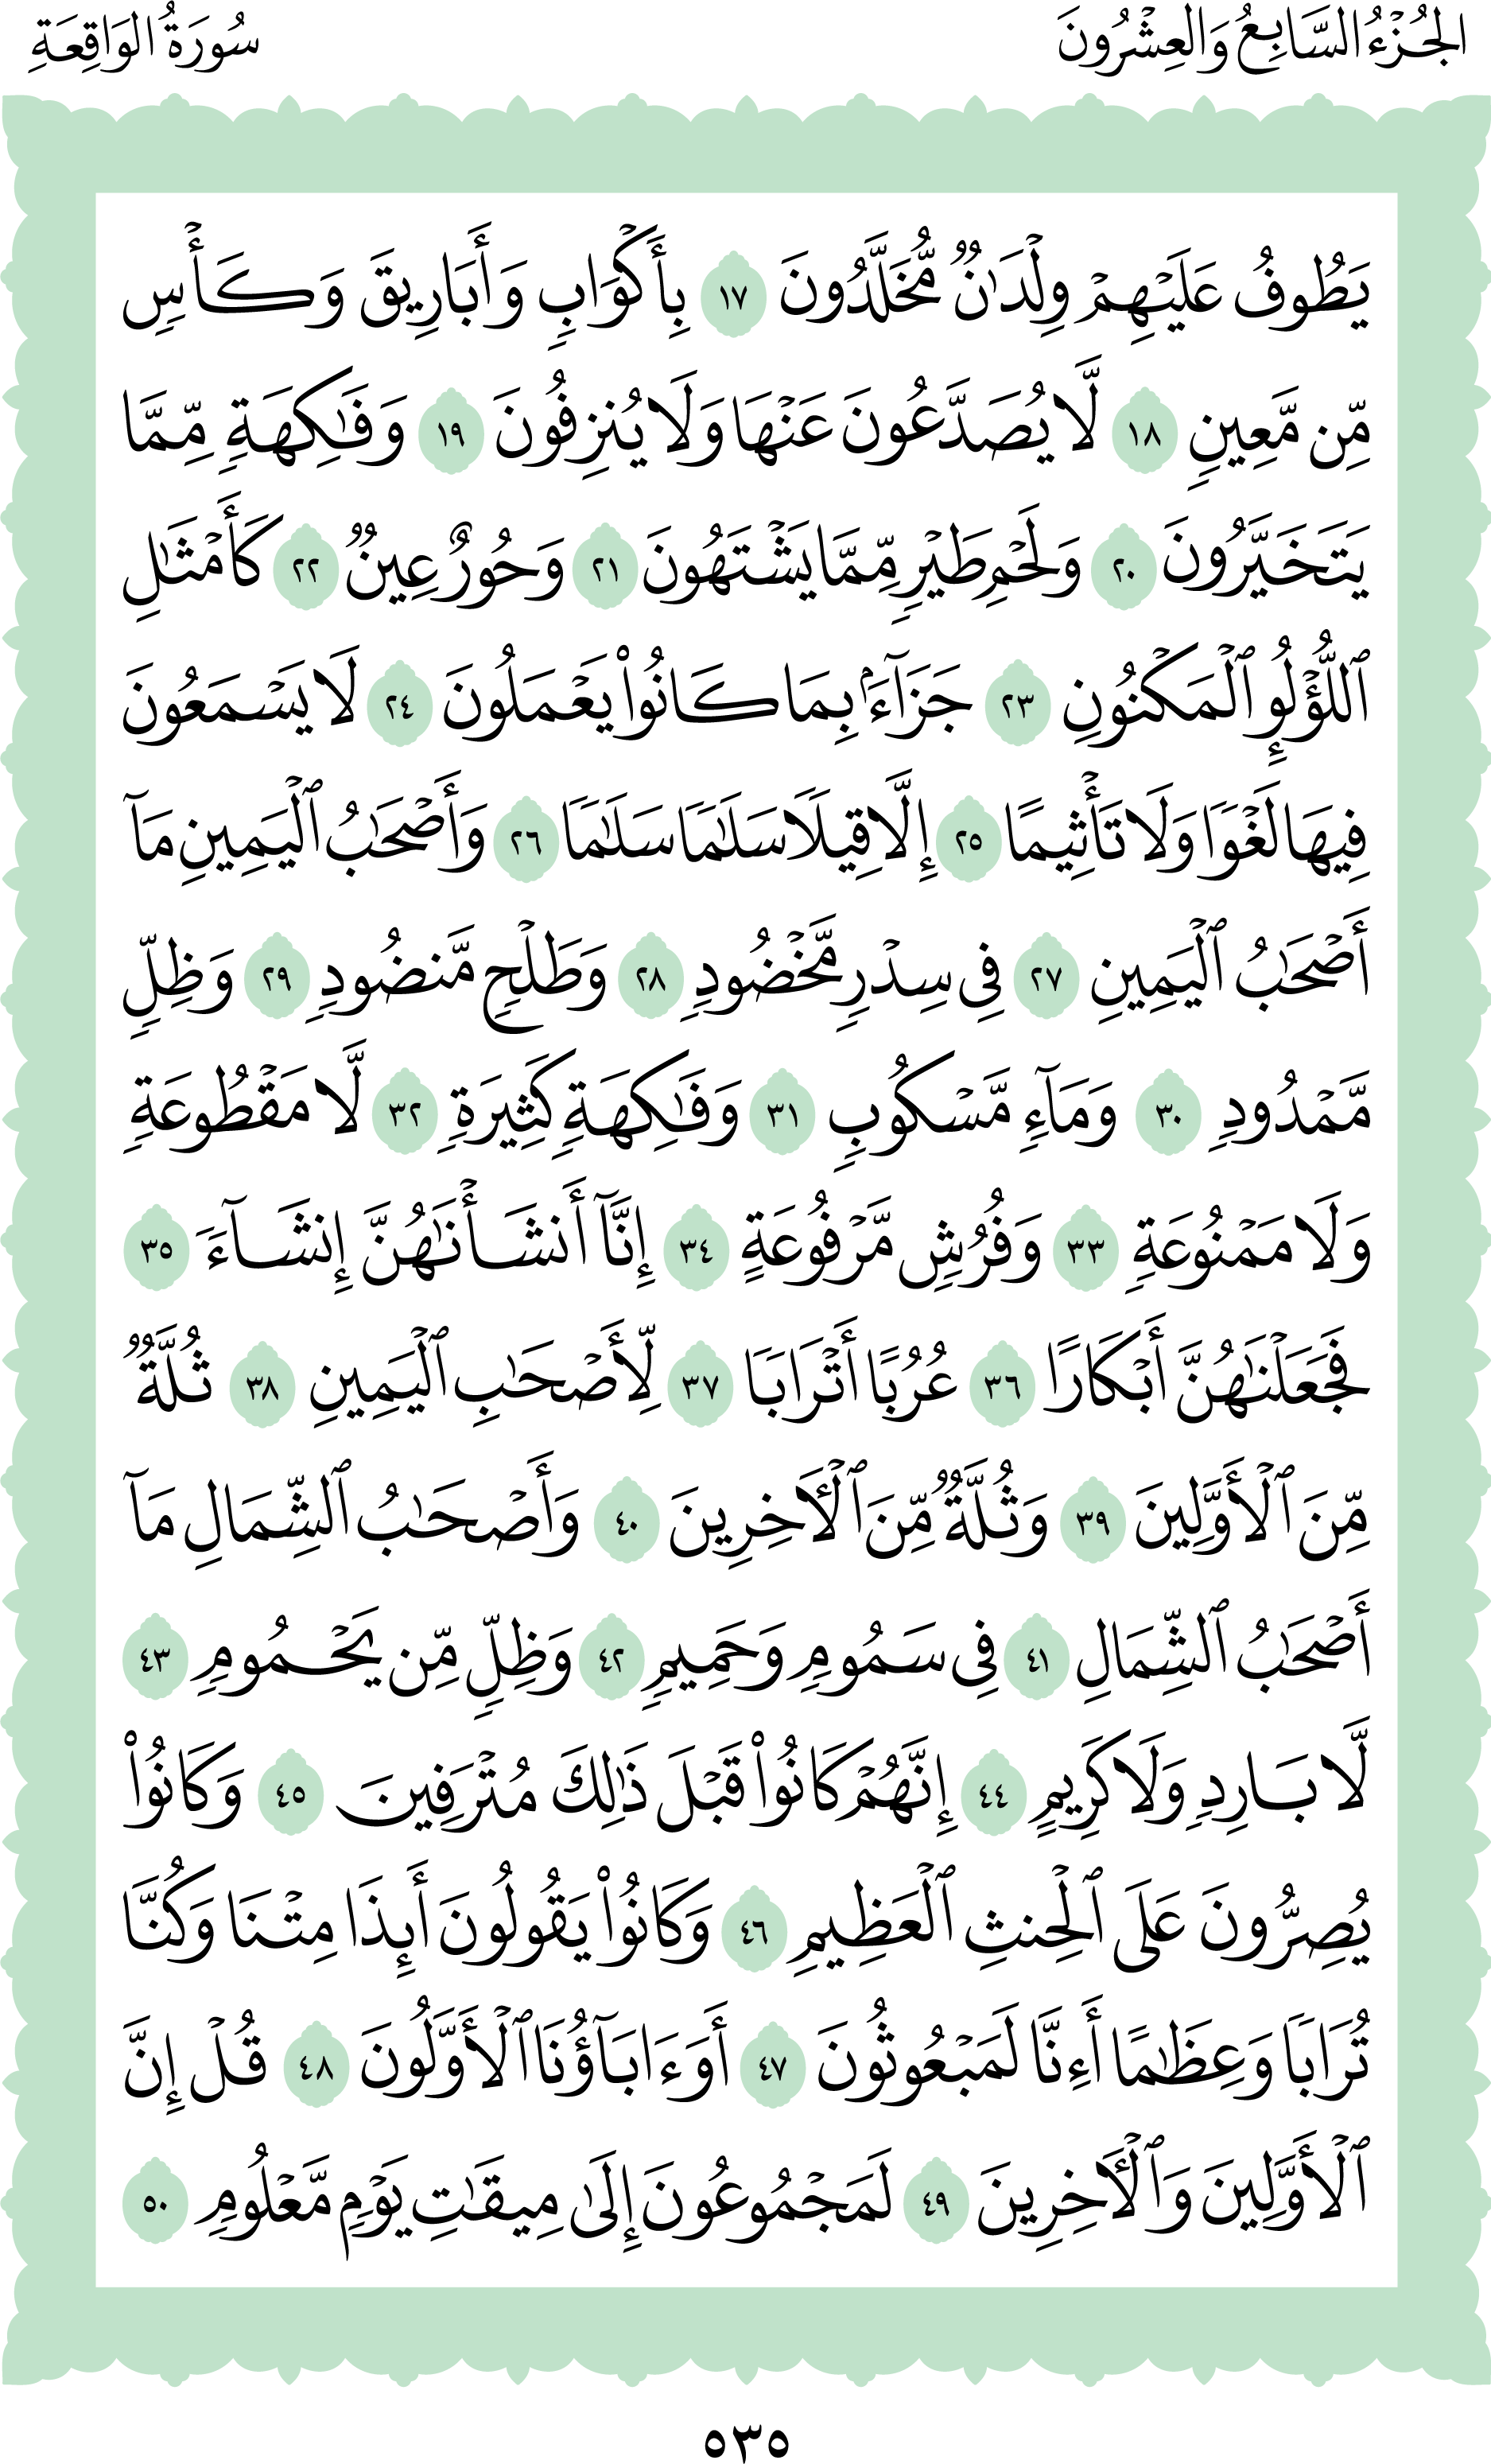 الجُزْءُ السَّابِعُ وَالعِشْرُونَ
سُورَةُ الوَاقِعَةِ
يَطُوفُ عَلَيۡهِمۡ وِلۡدَٰنٞ مُّخَلَّدُونَ ١٧ بِأَكۡوَابٖ وَأَبَارِيقَ وَكَأۡسٖ
مِّن مَّعِينٖ ١٨ لَّا يُصَدَّعُونَ عَنۡهَا وَلَا يُنزِفُونَ ١٩ وَفَٰكِهَةٖ مِّمَّا
يَتَخَيَّرُونَ ٢٠ وَلَحۡمِ طَيۡرٖ مِّمَّا يَشۡتَهُونَ ٢١ وَحُورٌ عِينٞ ٢٢ كَأَمۡثَٰلِ
ٱللُّؤۡلُوِٕ ٱلۡمَكۡنُونِ ٢٣ جَزَآءَۢ بِمَا كَانُواْ يَعۡمَلُونَ ٢٤ لَا يَسۡمَعُونَ
فِيهَا لَغۡوٗا وَلَا تَأۡثِيمًا ٢٥ إِلَّا قِيلٗا سَلَٰمٗا سَلَٰمٗا ٢٦ وَأَصۡحَٰبُ ٱلۡيَمِينِ مَآ
أَصۡحَٰبُ ٱلۡيَمِينِ ٢٧ فِي سِدۡرٖ مَّخۡضُودٖ ٢٨ وَطَلۡحٖ مَّنضُودٖ ٢٩ وَظِلّٖ
مَّمۡدُودٖ ٣٠ وَمَآءٖ مَّسۡكُوبٖ ٣١ وَفَٰكِهَةٖ كَثِيرَةٖ ٣٢ لَّا مَقۡطُوعَةٖ
وَلَا مَمۡنُوعَةٖ ٣٣ وَفُرُشٖ مَّرۡفُوعَةٍ ٣٤ إِنَّآ أَنشَأۡنَٰهُنَّ إِنشَآءٗ ٣٥
فَجَعَلۡنَٰهُنَّ أَبۡكَارًا ٣٦ عُرُبًا أَتۡرَابٗا ٣٧ لِّأَصۡحَٰبِ ٱلۡيَمِينِ ٣٨ ثُلَّةٞ
مِّنَ ٱلۡأَوَّلِينَ ٣٩ وَثُلَّةٞ مِّنَ ٱلۡأٓخِرِينَ ٤٠ وَأَصۡحَٰبُ ٱلشِّمَالِ مَآ
أَصۡحَٰبُ ٱلشِّمَالِ ٤١ فِي سَمُومٖ وَحَمِيمٖ ٤٢ وَظِلّٖ مِّن يَحۡمُومٖ ٤٣
لَّا بَارِدٖ وَلَا كَرِيمٍ ٤٤ إِنَّهُمۡ كَانُواْ قَبۡلَ ذَٰلِكَ مُتۡرَفِينَ ٤٥ وَكَانُواْ
يُصِرُّونَ عَلَى ٱلۡحِنثِ ٱلۡعَظِيمِ ٤٦ وَكَانُواْ يَقُولُونَ أَئِذَا مِتۡنَا وَكُنَّا
تُرَابٗا وَعِظَٰمًا أَءِنَّا لَمَبۡعُوثُونَ ٤٧ أَوَءَابَآؤُنَا ٱلۡأَوَّلُونَ ٤٨ قُلۡ إِنَّ
ٱلۡأَوَّلِينَ وَٱلۡأٓخِرِينَ ٤٩ لَمَجۡمُوعُونَ إِلَىٰ مِيقَٰتِ يَوۡمٖ مَّعۡلُومٖ ٥٠
٥٣٥